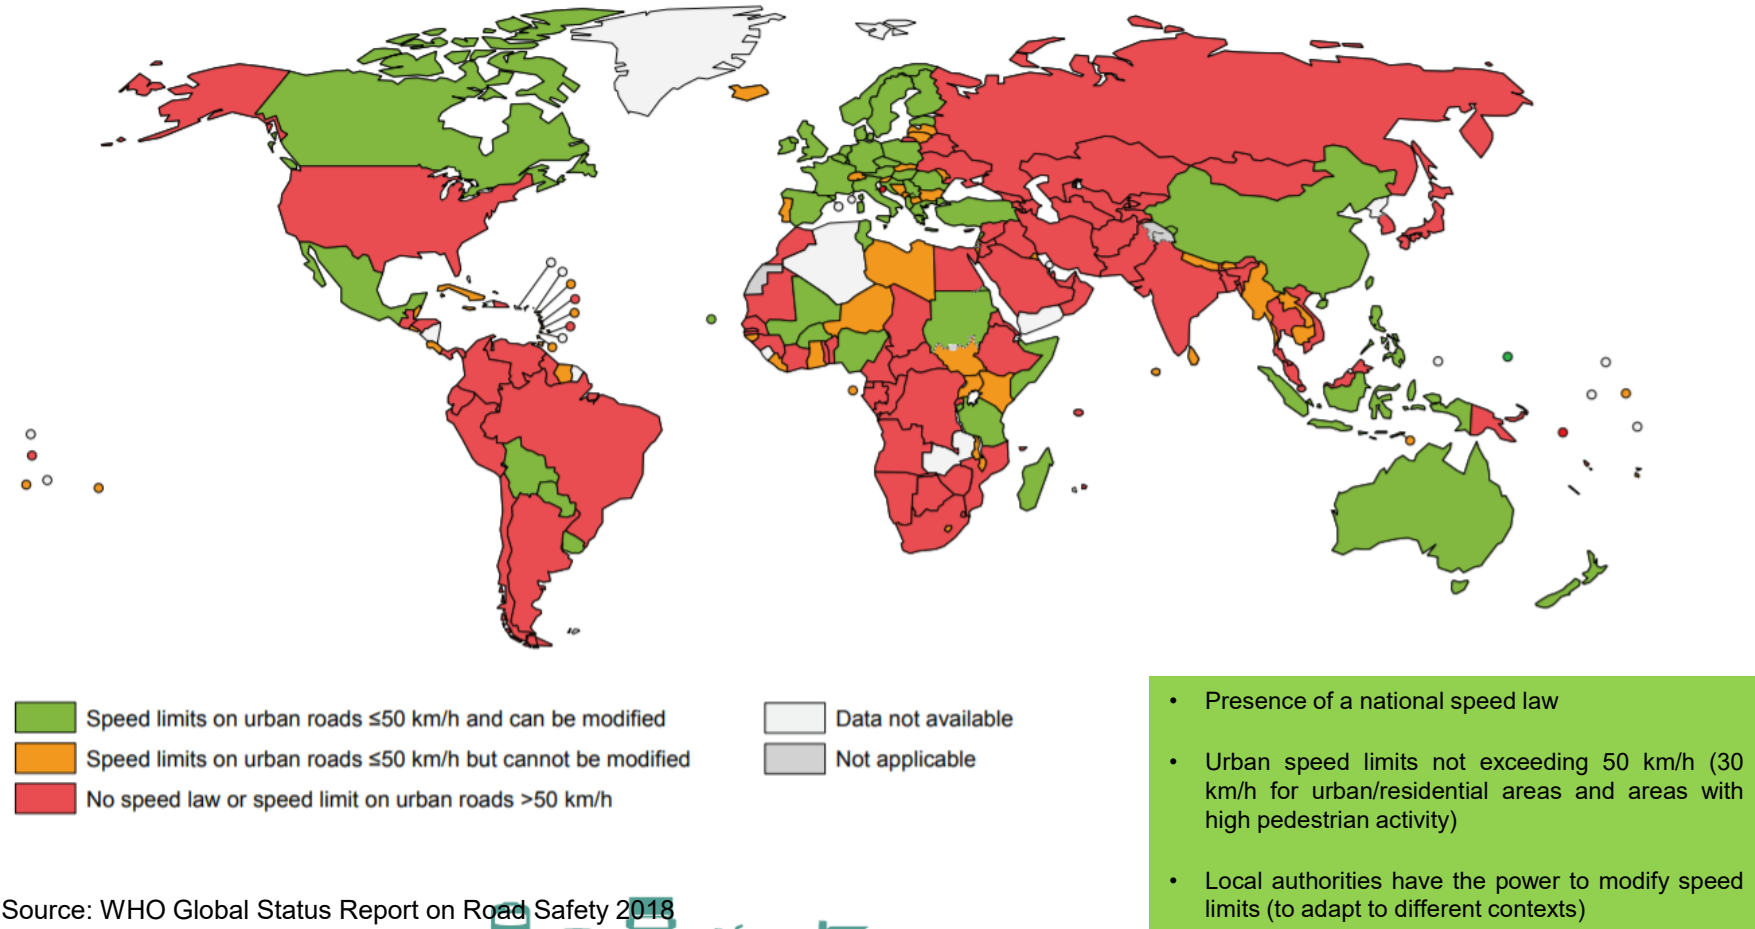 Speed limits on urban roads ≤50 km/h and can be modified
Speed limits on urban roads ≤50 km/h but cannot be modified
No speed law or speed limit on urban roads >50 km/h
Data not available
Not applicable
• Presence of a national speed law
• Urban speed limits not exceeding 50 km/h (30
km/h for urban/residential areas and areas with
high pedestrian activity)
• Local authorities have the power to modify speed
limits (to adapt to different contexts)
Source: WHO Global Status Report on Road Safety 2018